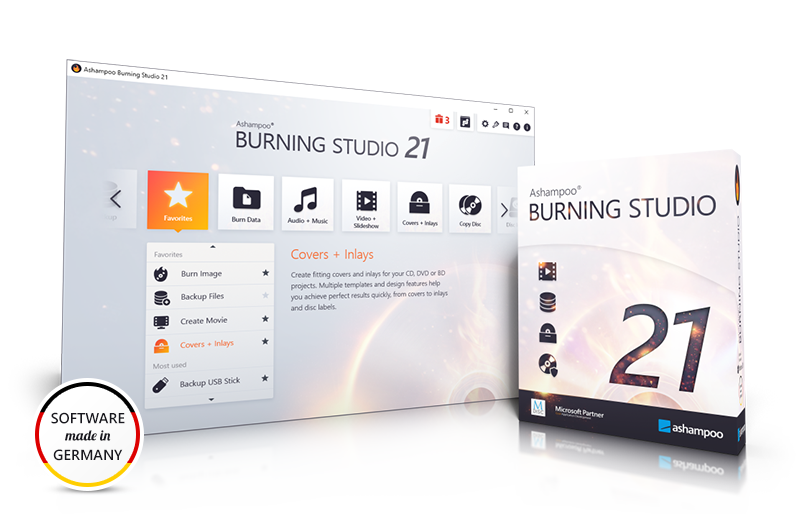 Ashampoo Burning Studio 21
3
Ashampoo®
BURNING STUDIO 21
Favorites
Burn Data
Audio + Music
Video +
Slideshow
Covers + Inlays
Copy Disc
Favorites
Burn Image
Backup Files
Create Movie
Covers + Inlays
Most used
Backup USB Stick
Covers + Inlays
Create fitting covers and inlays for your CD, DVD or BD
projects. Multiple templates and design features help
you achieve perfect results quickly, from covers to inlays
and disc labels.
SOFTWARE
made in
GERMANY
Ashampoo®
BURNING STUDIO
21
Microsoft Partner
ashampoo